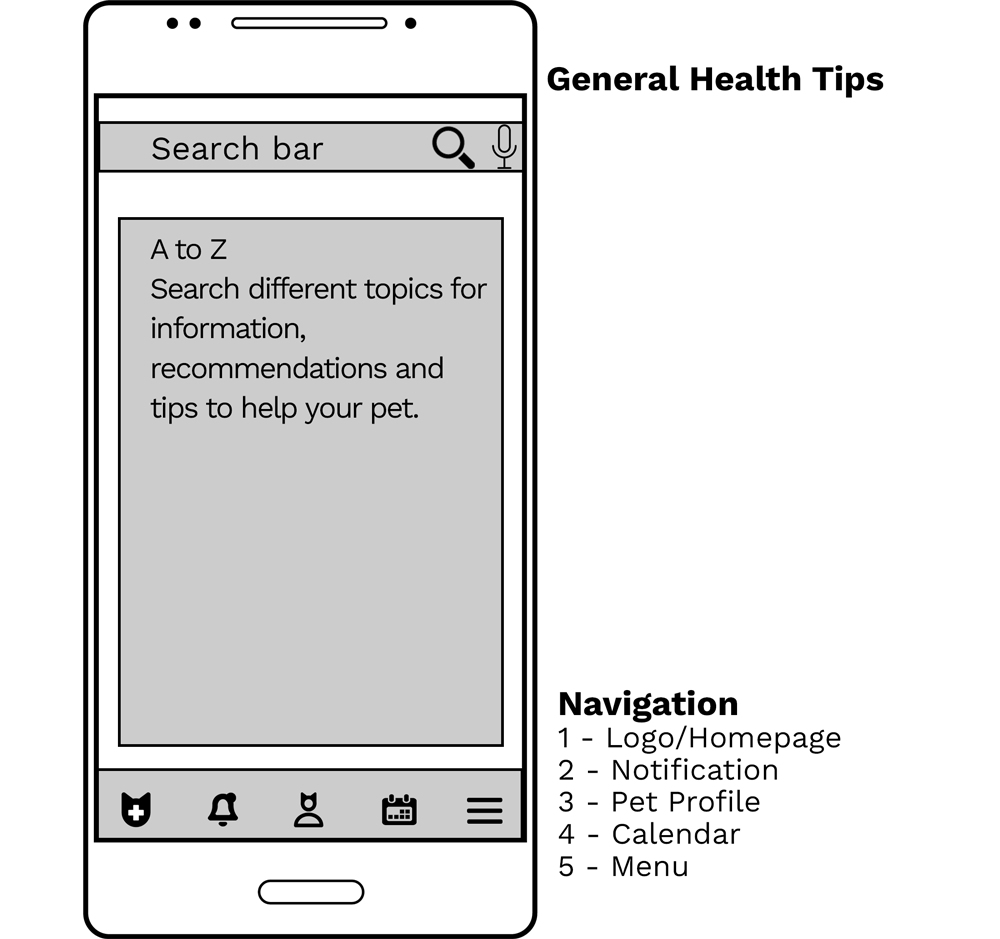 General Health Tips
Search bar
A to Z
Search different topics for
information,
recommendations and
tips to help your pet.
Navigation
1 - Logo/Homepage
2 - Notification
3 - Pet Profile
4 - Calendar
5 - Menu